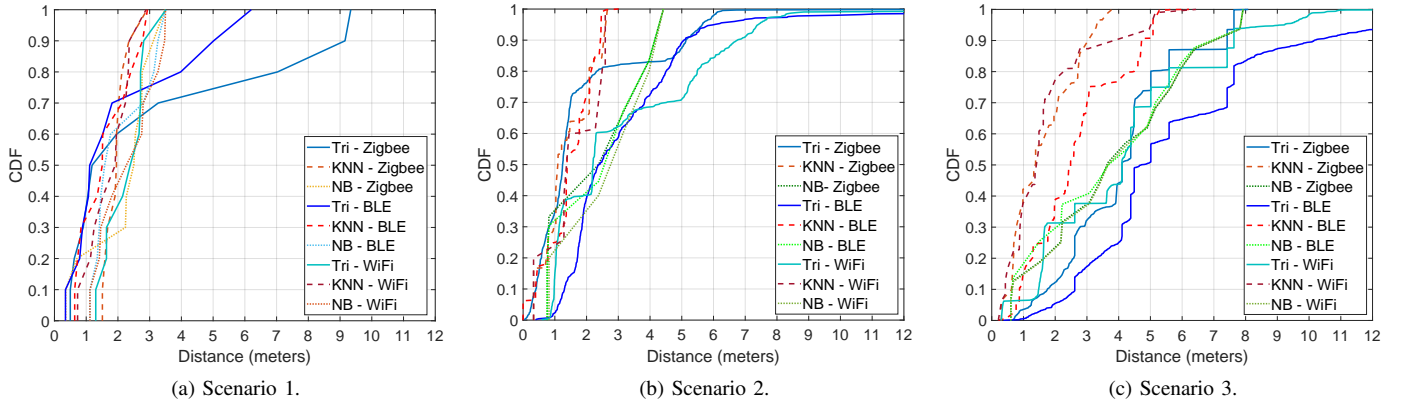 CDF
1
0.9
0.8
0.7
0.6
0.5
0.4
0.3
0.2
0.1
0
0 1 2 3 4 5 6 7 8 9 10 11 12
Distance (meters)
Tri - Zigbee
KNN - Zigbee
NB - Zigbee
Tri - BLE
KNN - BLE
NB - BLE
Tri - WiFi
KNN - WiFi
NB - WiFi
(a) Scenario 1.
CDF
1
0.9
0.8
0.7
0.6
0.5
0.4
0.3
0.2
0.1
0
0 1 2 3 4 5 6 7 8 9 10 11 12
Distance (meters)
Tri - Zigbee
KNN - Zigbee
NB - Zigbee
Tri - BLE
KNN - BLE
NB - BLE
Tri - WiFi
KNN - WiFi
NB - WiFi
(b) Scenario 2.
CDF
1
0.9
0.8
0.7
0.6
0.5
0.4
0.3
0.2
0.1
0
0 1 2 3 4 5 6 7 8 9 10 11 12
Distance (meters)
Tri - Zigbee
KNN - Zigbee
NB - Zigbee
Tri - BLE
KNN - BLE
NB - BLE
Tri - WiFi
KNN - WiFi
NB - WiFi
(c) Scenario 3.